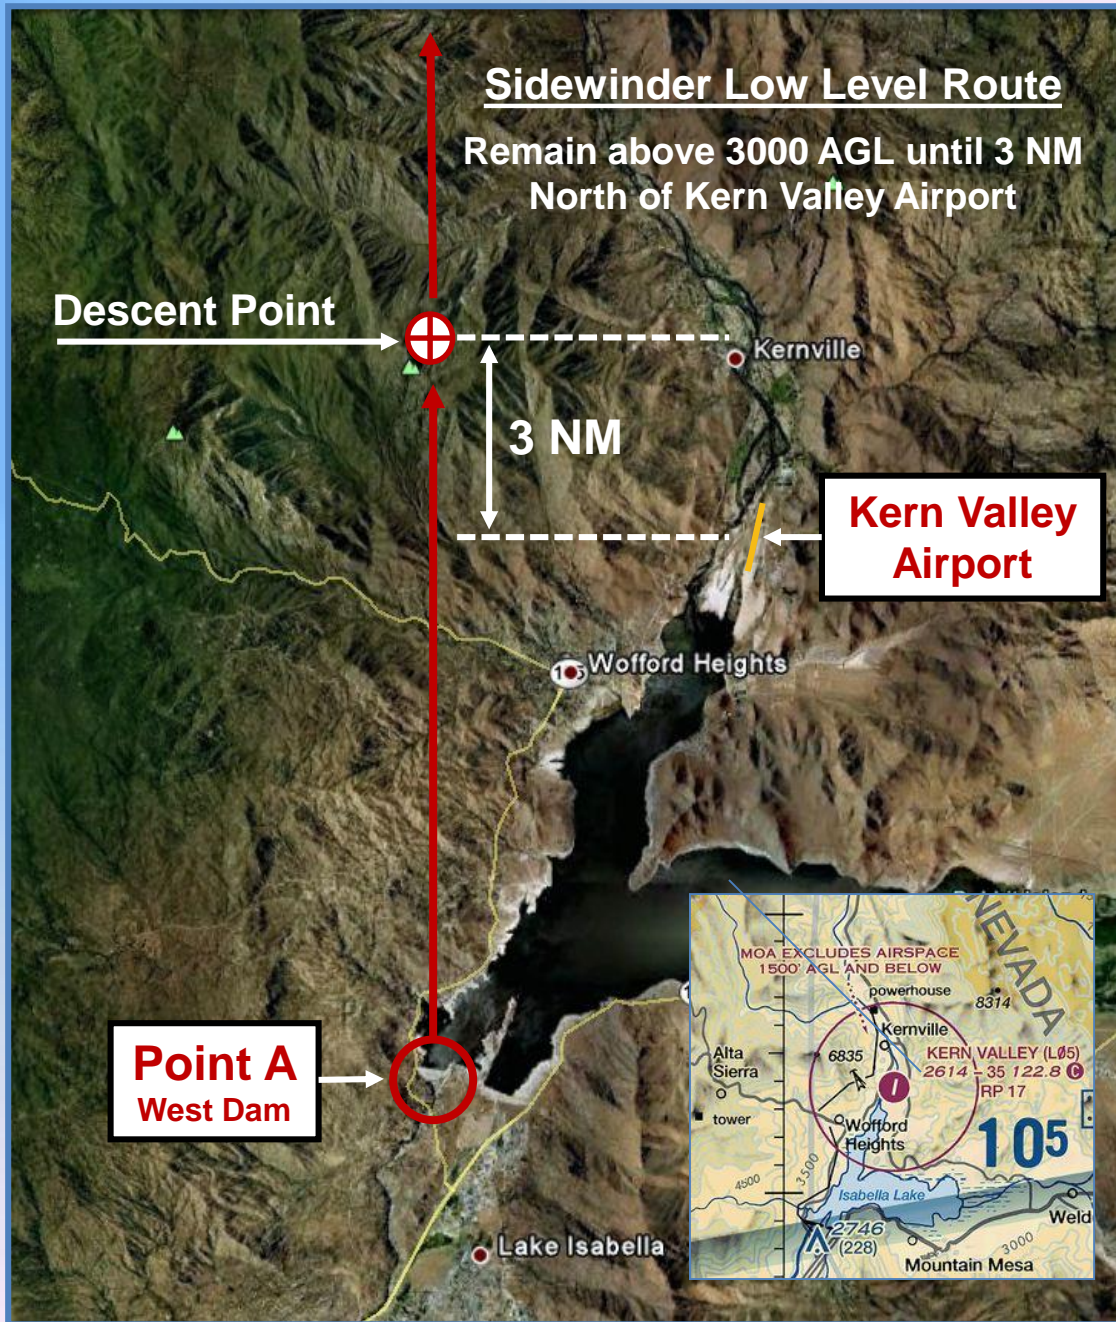 Sidewinder Low Level Route
Remain above 3000 AGL until 3 NM
North of Kern Valley Airport
Descent Point
Kernville
3 NM
Kern Valley
Airport
Wofford Heights
Point A
West Dam
Lake Isabella
NEVADA
MOA EXCLUDES AIRSPACE
1500' AGL AND BELOW
powerhouse
8314
Kernville
6835
Alta
Sierra
KERN VALLEY (LØ5)
2614 - 35 122.8 C
RP 17
tower
Wofford
Heights
10⁵
4500
3500
Isabella Lake
2746
(228)
Weld
3000
Mountain Mesa